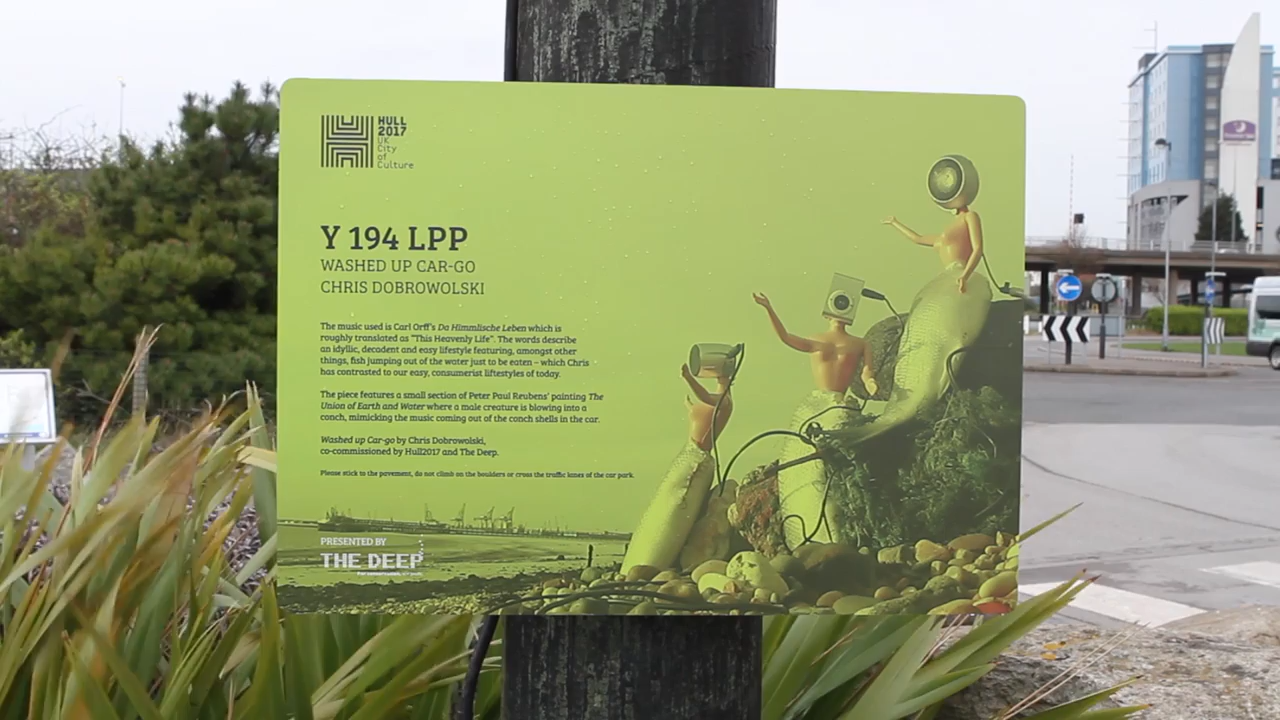 HULL
2017
UK
City
of
Culture
Y 194 LPP
WASHED UP CAR-GO
CHRIS DOBROWOLSKI
The music used is Carl Orff's Da Himmlische Leben which is
roughly translated as "This Heavenly Life". The words describe
an idyllic, decadent and easy lifestyle featuring, amongst other
things, fish jumping out of the water just to be eaten – which Chris
has contrasted to our easy, consumerist liftestyles of today.
The piece features a small section of Peter Paul Reubens' painting The
Union of Earth and Water where a male creature is blowing into a
conch, mimicking the music coming out of the conch shells in the car.
Washed up Car-go by Chris Dobrowolski,
co-commissioned by Hull2017 and The Deep.
Please stick to the pavement, do not climb on the boulders or cross the traffic lanes of the car park.
PRESENTED BY
THE DEEP